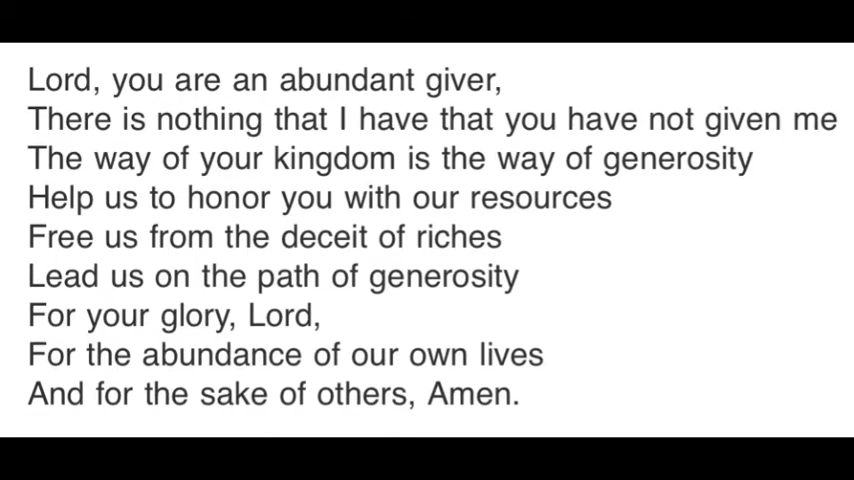 Lord, you are an abundant giver,
There is nothing that I have that you have not given me
The way of your kingdom is the way of generosity
Help us to honor you with our resources
Free us from the deceit of riches
Lead us on the path of generosity
For your glory, Lord,
For the abundance of our own lives
And for the sake of others, Amen.